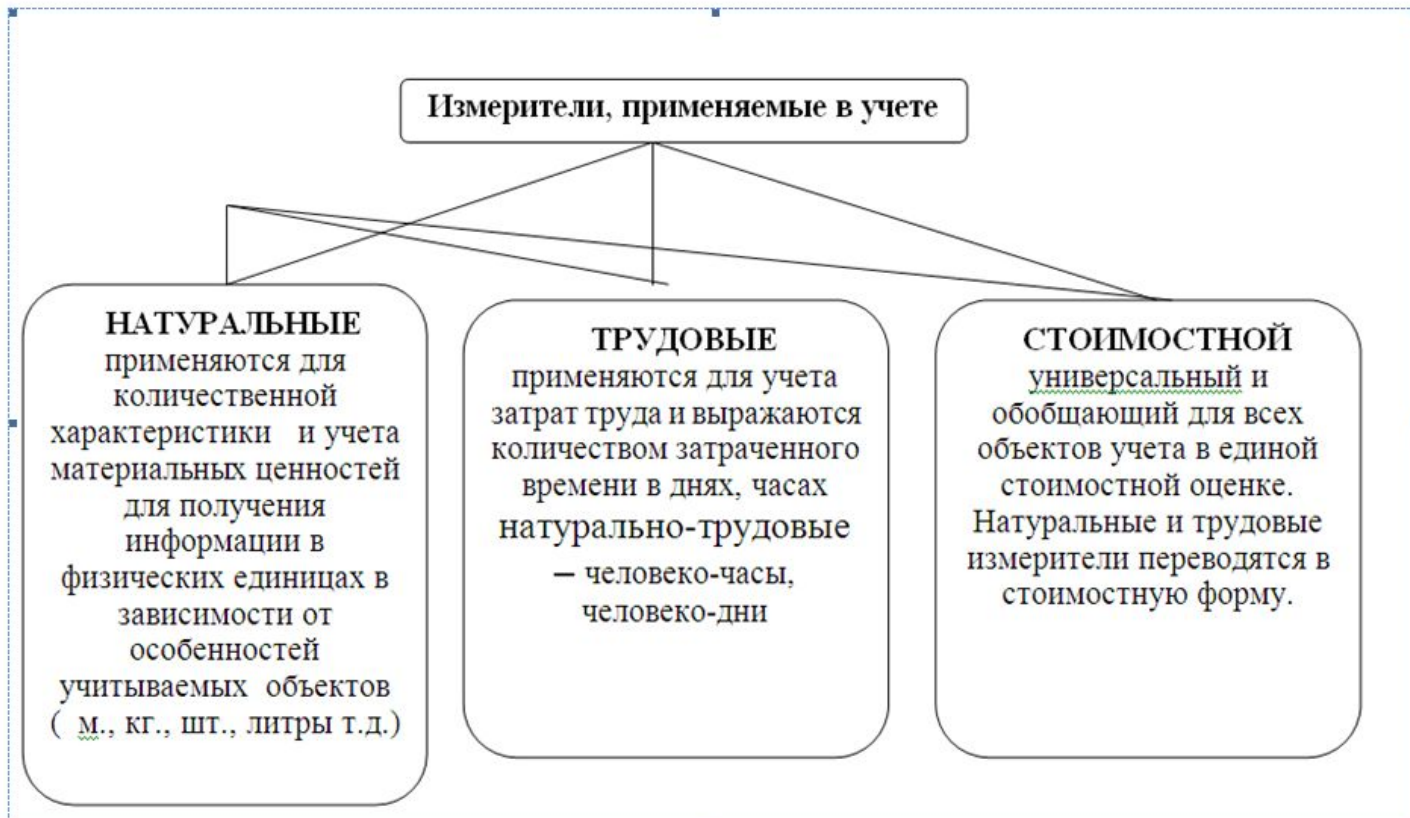 Измерители, применяемые в учете
НАТУРАЛЬНЫЕ
применяются для
количественной
характеристики и учета
материальных ценностей
для получения
информации в
физических единицах в
зависимости от
особенностей
учитываемых объектов
( м., кг., шт., литры т.д.)
ТРУДОВЫЕ
применяются для учета
затрат труда и выражаются
количеством затраченного
времени в днях, часах
натурально-трудовые
– человеко-часы,
человеко-дни
СТОИМОСТНОЙ
универсальный и
обобщающий для всех
объектов учета в единой
стоимостной оценке.
Натуральные и трудовые
измерители переводятся в
стоимостную форму.